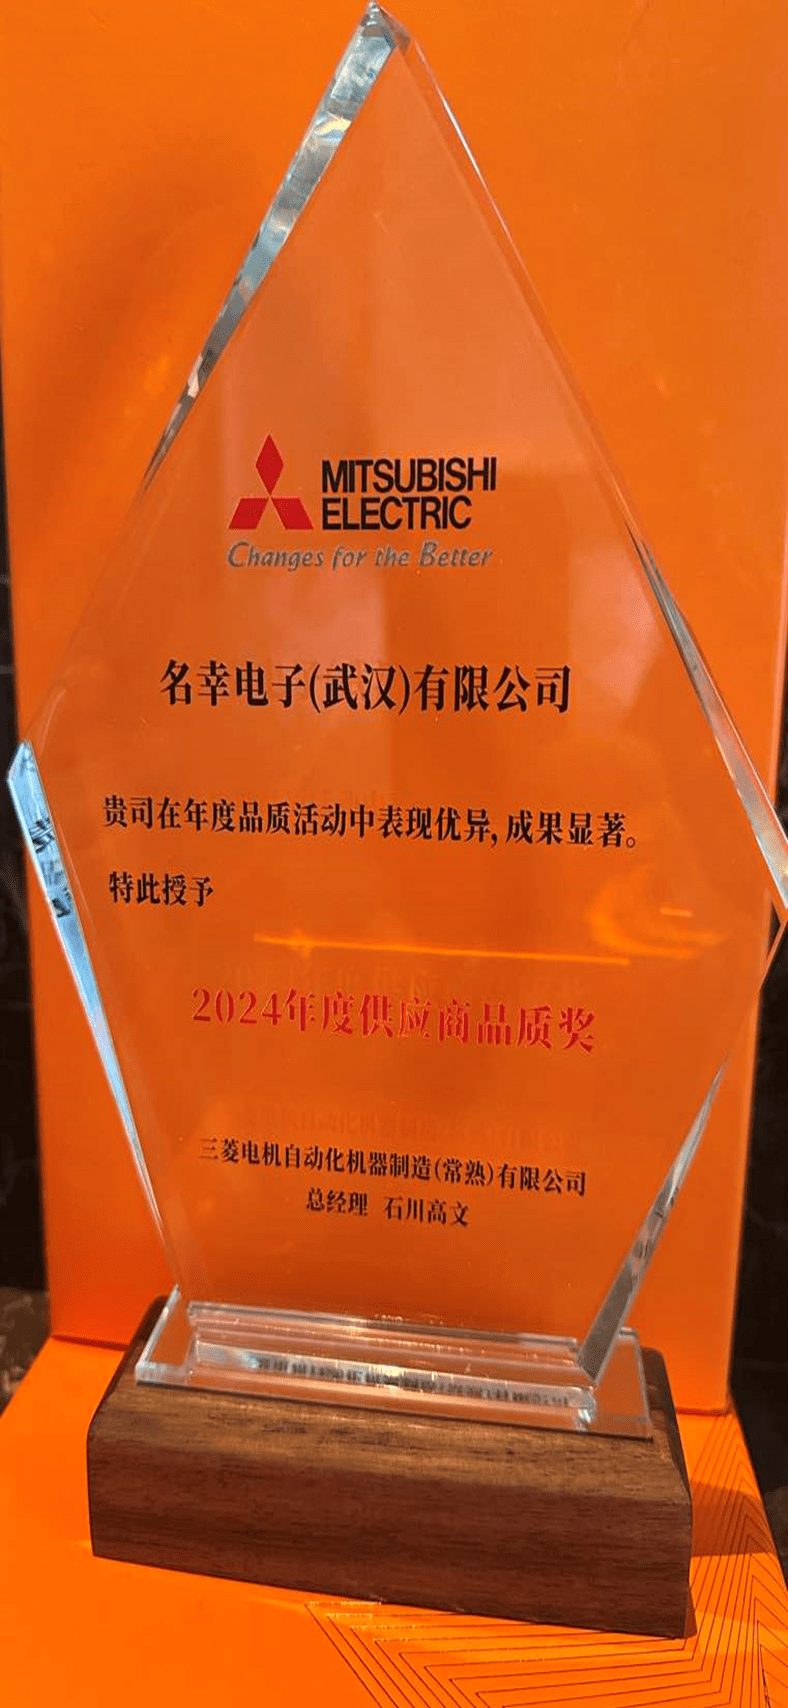 MITSUBISHI
ELECTRIC
Changes for the Better
名幸电子(武汉)有限公司
贵司在年度品质活动中表现优异,成果显著。
特此授予
2024年度供应商品质奖
三菱电机自动化机器制造(常熟)有限公司
总经理 石川高文